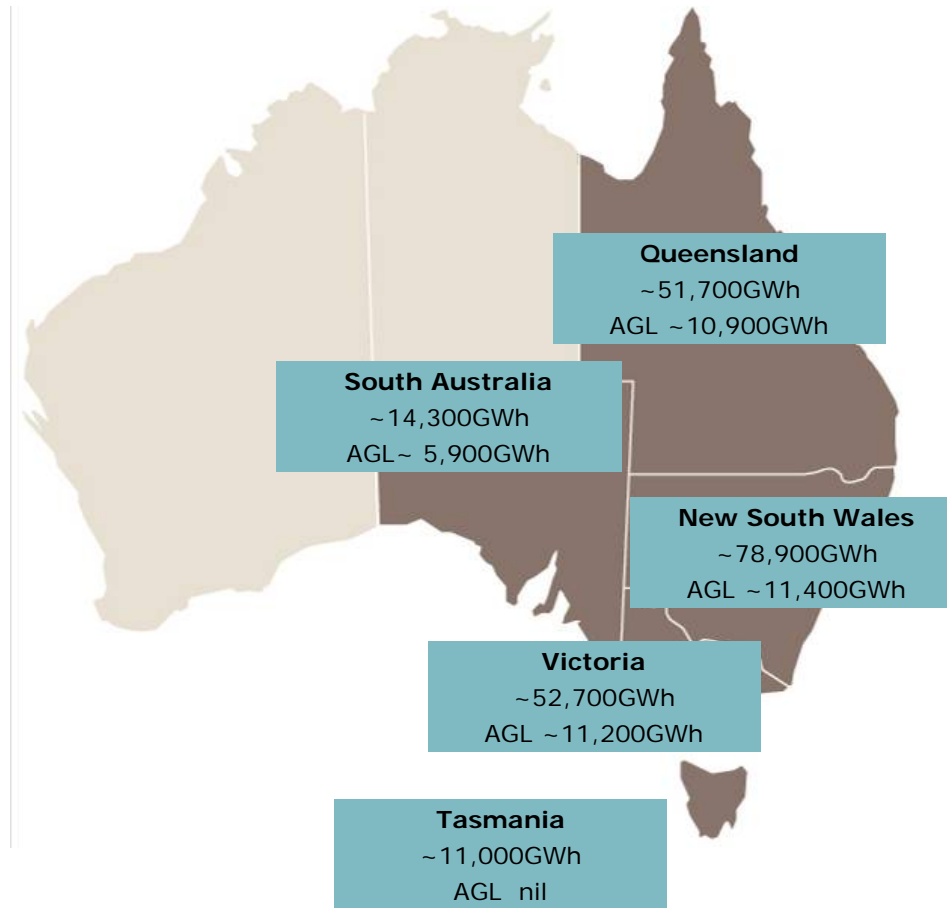 Queensland
~51,700GWh
AGL ~10,900GWh
South Australia
~14,300GWh
AGL~ 5,900GWh
New South Wales
~78,900GWh
AGL ~11,400GWh
Victoria
~52,700GWh
AGL ~11,200GWh
Tasmania
~11,000GWh
AGL nil